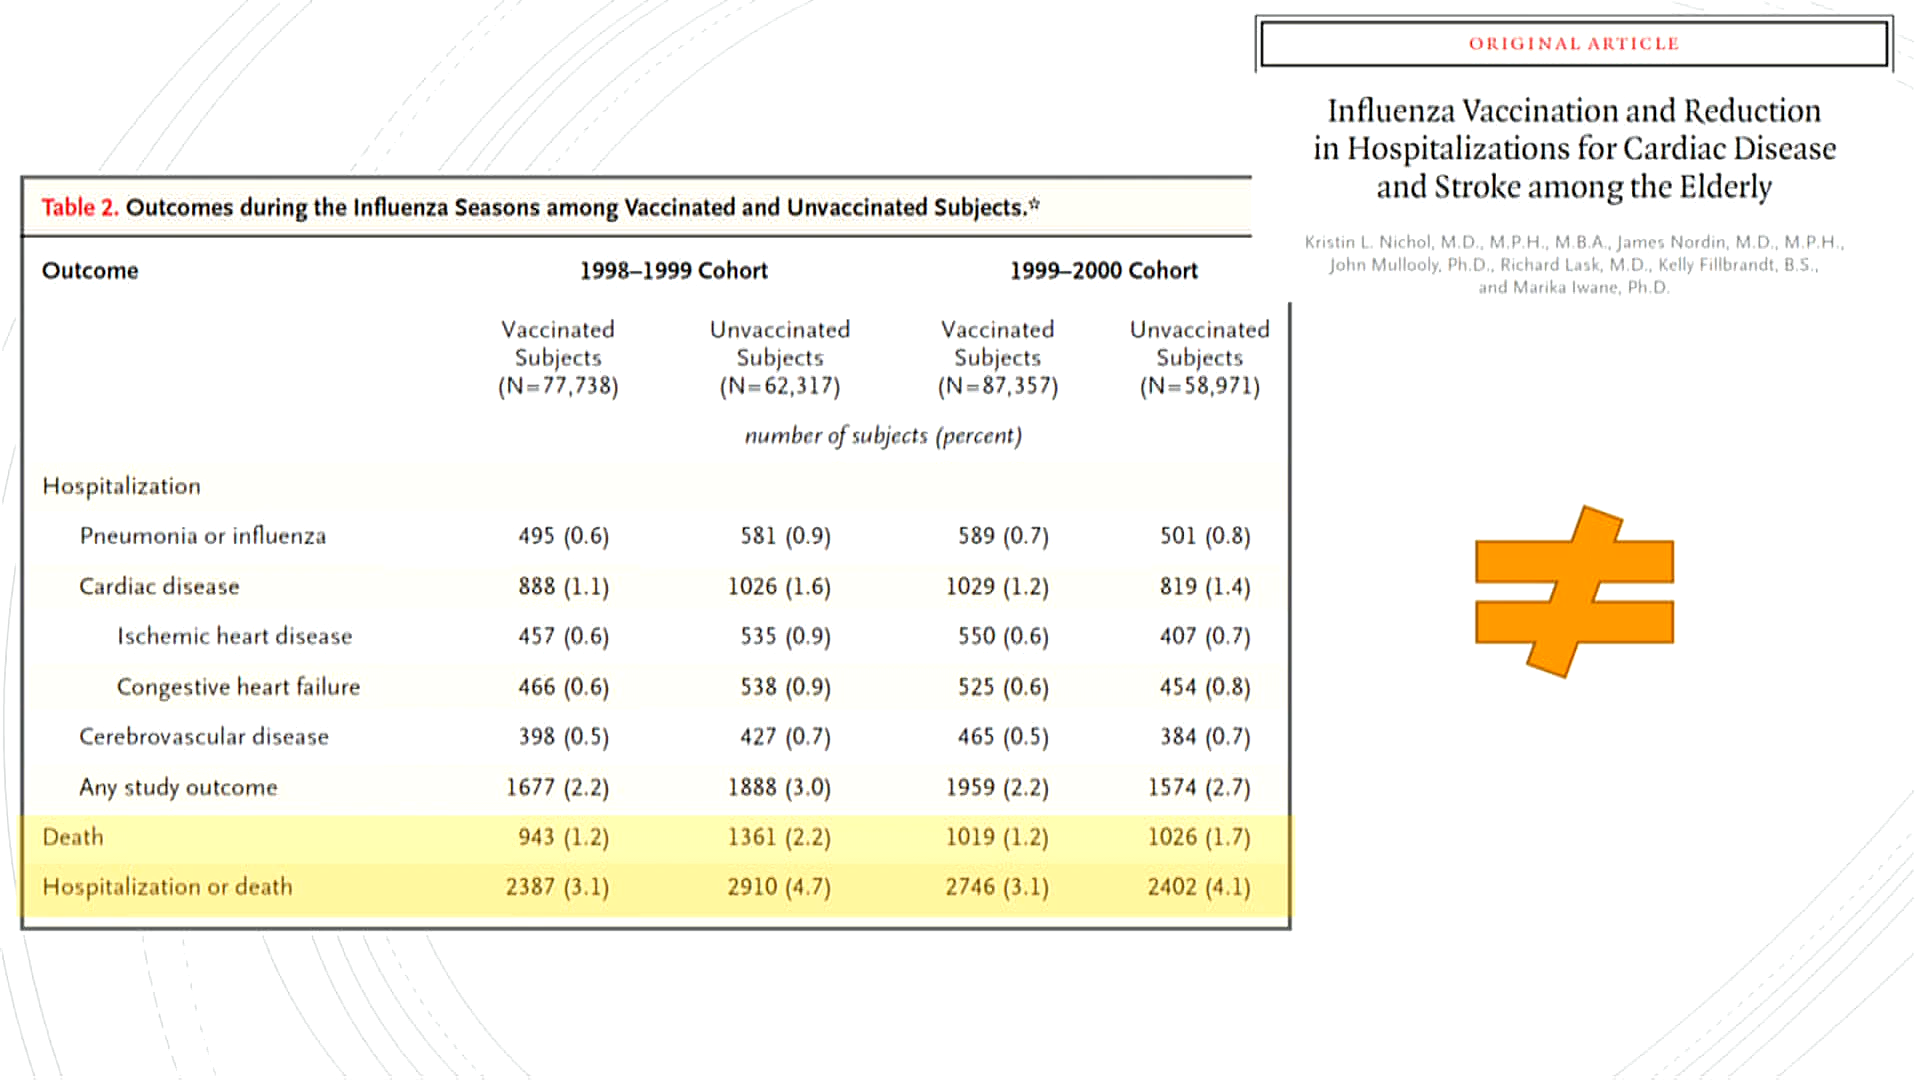 ORIGINAL ARTICLE
Influenza Vaccination and Reduction
in Hospitalizations for Cardiac Disease
and Stroke among the Elderly
Kristin L. Nichol, M.D., M.P.H., M.B.A., James Nordin, M.D., M.P.H.,
John Mullooly, Ph.D., Richard Lask, M.D., Kelly Fillbrandt, B.S.,
and Marika Iwane, Ph.D.
Table 2. Outcomes during the Influenza Seasons among Vaccinated and Unvaccinated Subjects.*
Outcome 1998–1999 Cohort 1999–2000 Cohort
Vaccinated Unvaccinated Vaccinated Unvaccinated
Subjects Subjects Subjects Subjects
(N=77,738) (N=62,317) (N=87,357) (N=58,971)
number of subjects (percent)
Hospitalization
Pneumonia or influenza 495 (0.6) 581 (0.9) 589 (0.7) 501 (0.8)
Cardiac disease 888 (1.1) 1026 (1.6) 1029 (1.2) 819 (1.4)
Ischemic heart disease 457 (0.6) 535 (0.9) 550 (0.6) 407 (0.7)
Congestive heart failure 466 (0.6) 538 (0.9) 525 (0.6) 454 (0.8)
Cerebrovascular disease 398 (0.5) 427 (0.7) 465 (0.5) 384 (0.7)
Any study outcome 1677 (2.2) 1888 (3.0) 1959 (2.2) 1574 (2.7)
Death 943 (1.2) 1361 (2.2) 1019 (1.2) 1026 (1.7)
Hospitalization or death 2387 (3.1) 2910 (4.7) 2746 (3.1) 2402 (4.1)